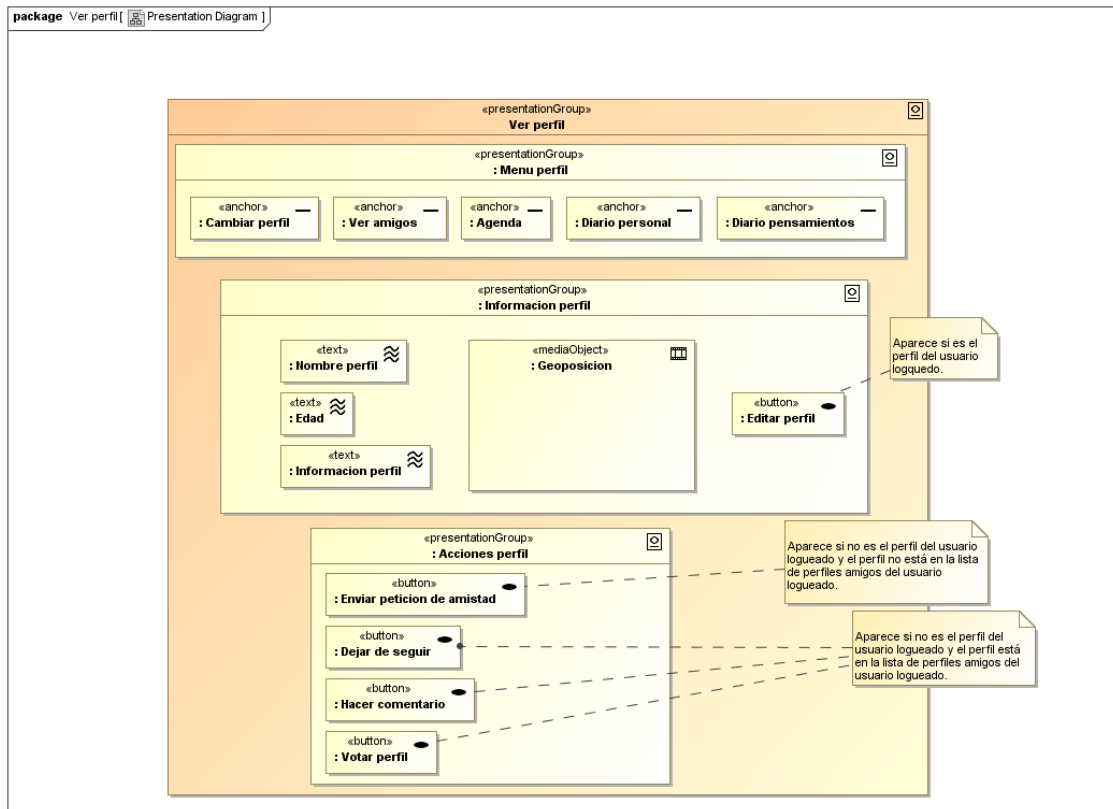 package Ver perfil [ Presentation Diagram ]
«presentationGroup»
Ver perfil
«presentationGroup»
: Menu perfil
«anchor»
: Cambiar perfil
«anchor»
: Ver amigos
«anchor»
: Agenda
«anchor»
: Diario personal
«anchor»
: Diario pensamientos
«presentationGroup»
: Informacion perfil
«text»
: Nombre perfil
«text»
: Edad
«text»
: Informacion perfil
«mediaObject»
: Geoposicion
«button»
: Editar perfil
Aparece si es el
perfil del usuario
logquedo.
«presentationGroup»
: Acciones perfil
«button»
: Enviar peticion de amistad
«button»
: Dejar de seguir
«button»
: Hacer comentario
«button»
: Votar perfil
Aparece si no es el perfil del usuario
logueado y el perfil no está en la lista
de perfiles amigos del usuario
logueado.
Aparece si no es el perfil del
usuario logueado y el perfil está
en la lista de perfiles amigos del
usuario logueado.